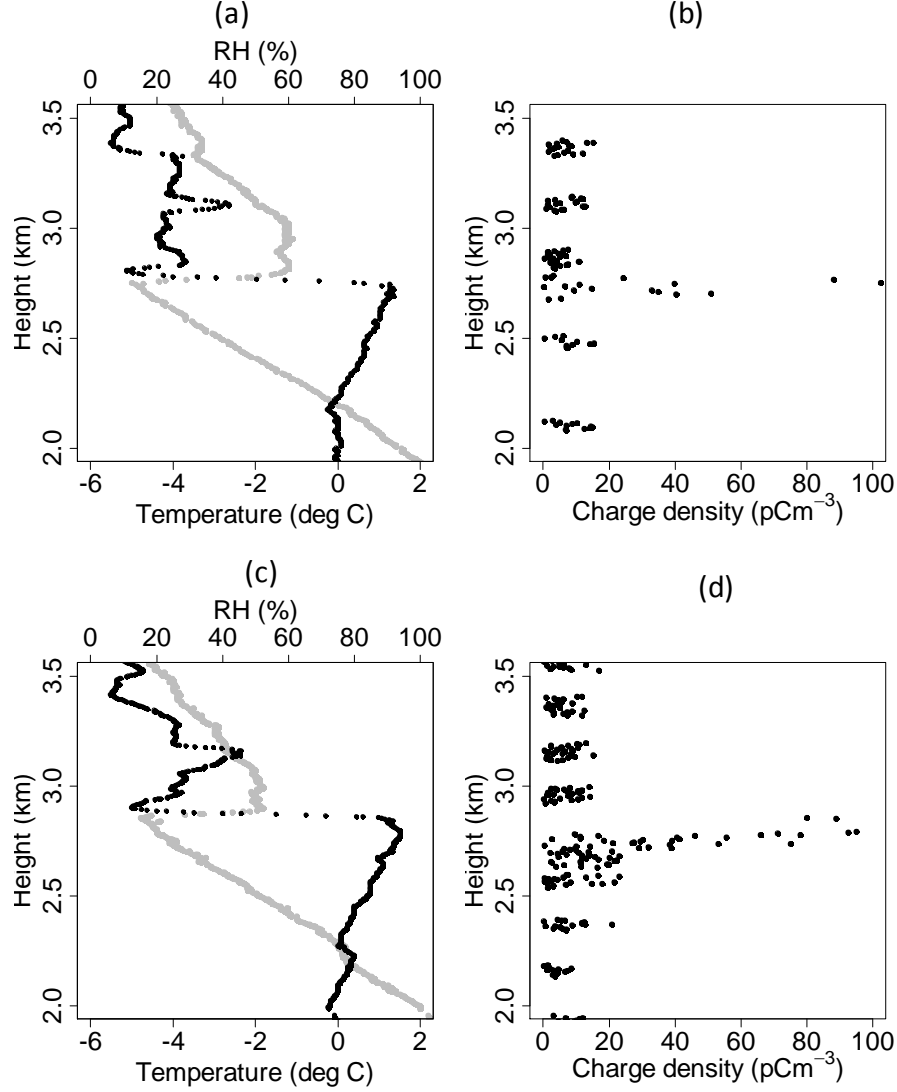 (a)
(b)
RH (%)
0 20 40 60 80 100
Height (km)
2.0 2.5 3.0 3.5
-6 -4 -2 0 2
Temperature (deg C)
Height (km)
2.0 2.5 3.0 3.5
0 20 40 60 80 100
Charge density (pCm⁻³)
(c)
(d)
RH (%)
0 20 40 60 80 100
Height (km)
2.0 2.5 3.0 3.5
-6 -4 -2 0 2
Temperature (deg C)
Height (km)
2.0 2.5 3.0 3.5
0 20 40 60 80 100
Charge density (pCm⁻³)